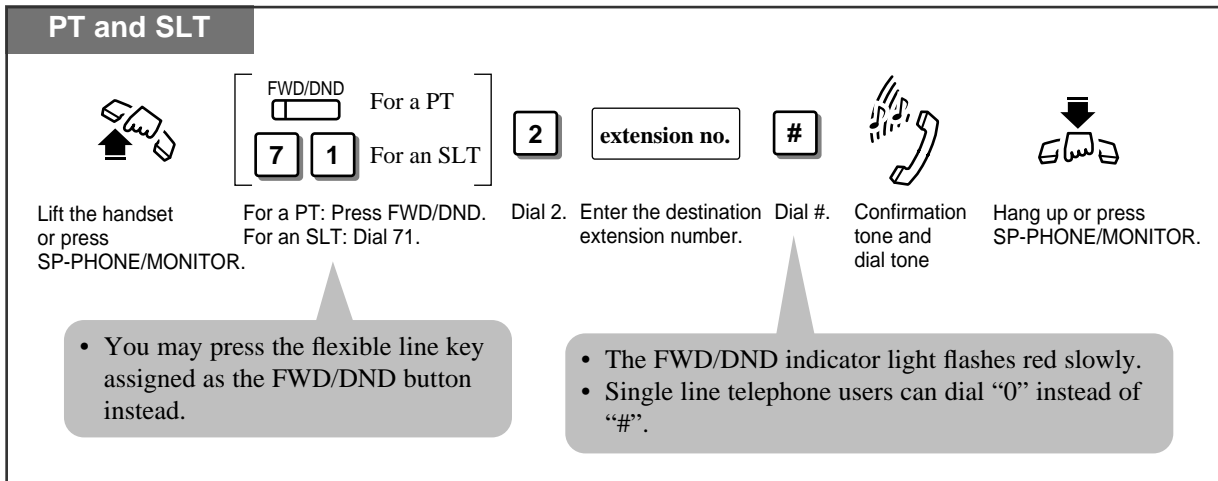 PT and SLT
FWD/DND
For a PT
7 1 For an SLT
2
extension no.
#
Lift the handset
or press
SP-PHONE/MONITOR.
For a PT: Press FWD/DND.
For an SLT: Dial 71.
Dial 2.
Enter the destination
extension number.
Dial #.
Confirmation
tone and
dial tone
Hang up or press
SP-PHONE/MONITOR.
• You may press the flexible line key
assigned as the FWD/DND button
instead.
• The FWD/DND indicator light flashes red slowly.
• Single line telephone users can dial “0” instead of
“#”.